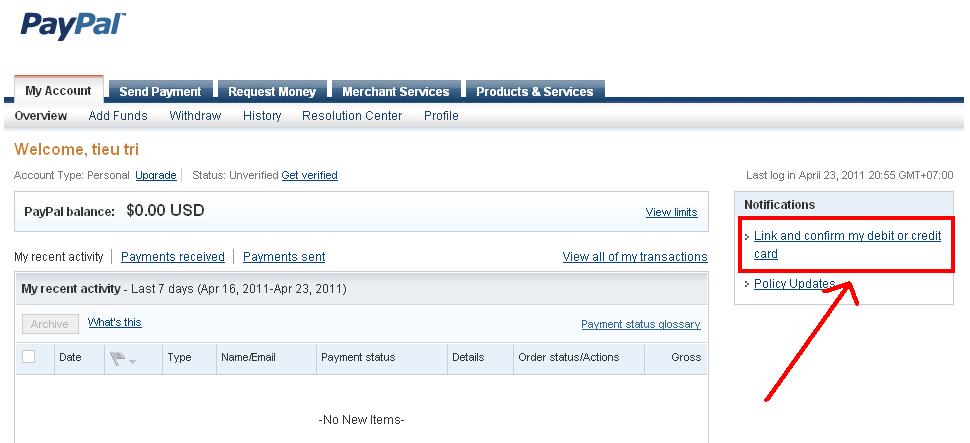 PayPal™
My Account Send Payment Request Money Merchant Services Products & Services
Overview Add Funds Withdraw History Resolution Center Profile
Welcome, tieu tri
Account Type: Personal Upgrade Status: Unverified Get verified
Last log in April 23, 2011 20:55 GMT+07:00
PayPal balance: $0.00 USD View limits
Notifications
Link and confirm my debit or credit
card
Policy Updates
My recent activity Payments received Payments sent View all of my transactions
My recent activity - Last 7 days (Apr 16, 2011-Apr 23, 2011)
Archive What's this Payment status glossary
Date Type Name/Email Payment status Details Order status/Actions Gross
-No New Items-